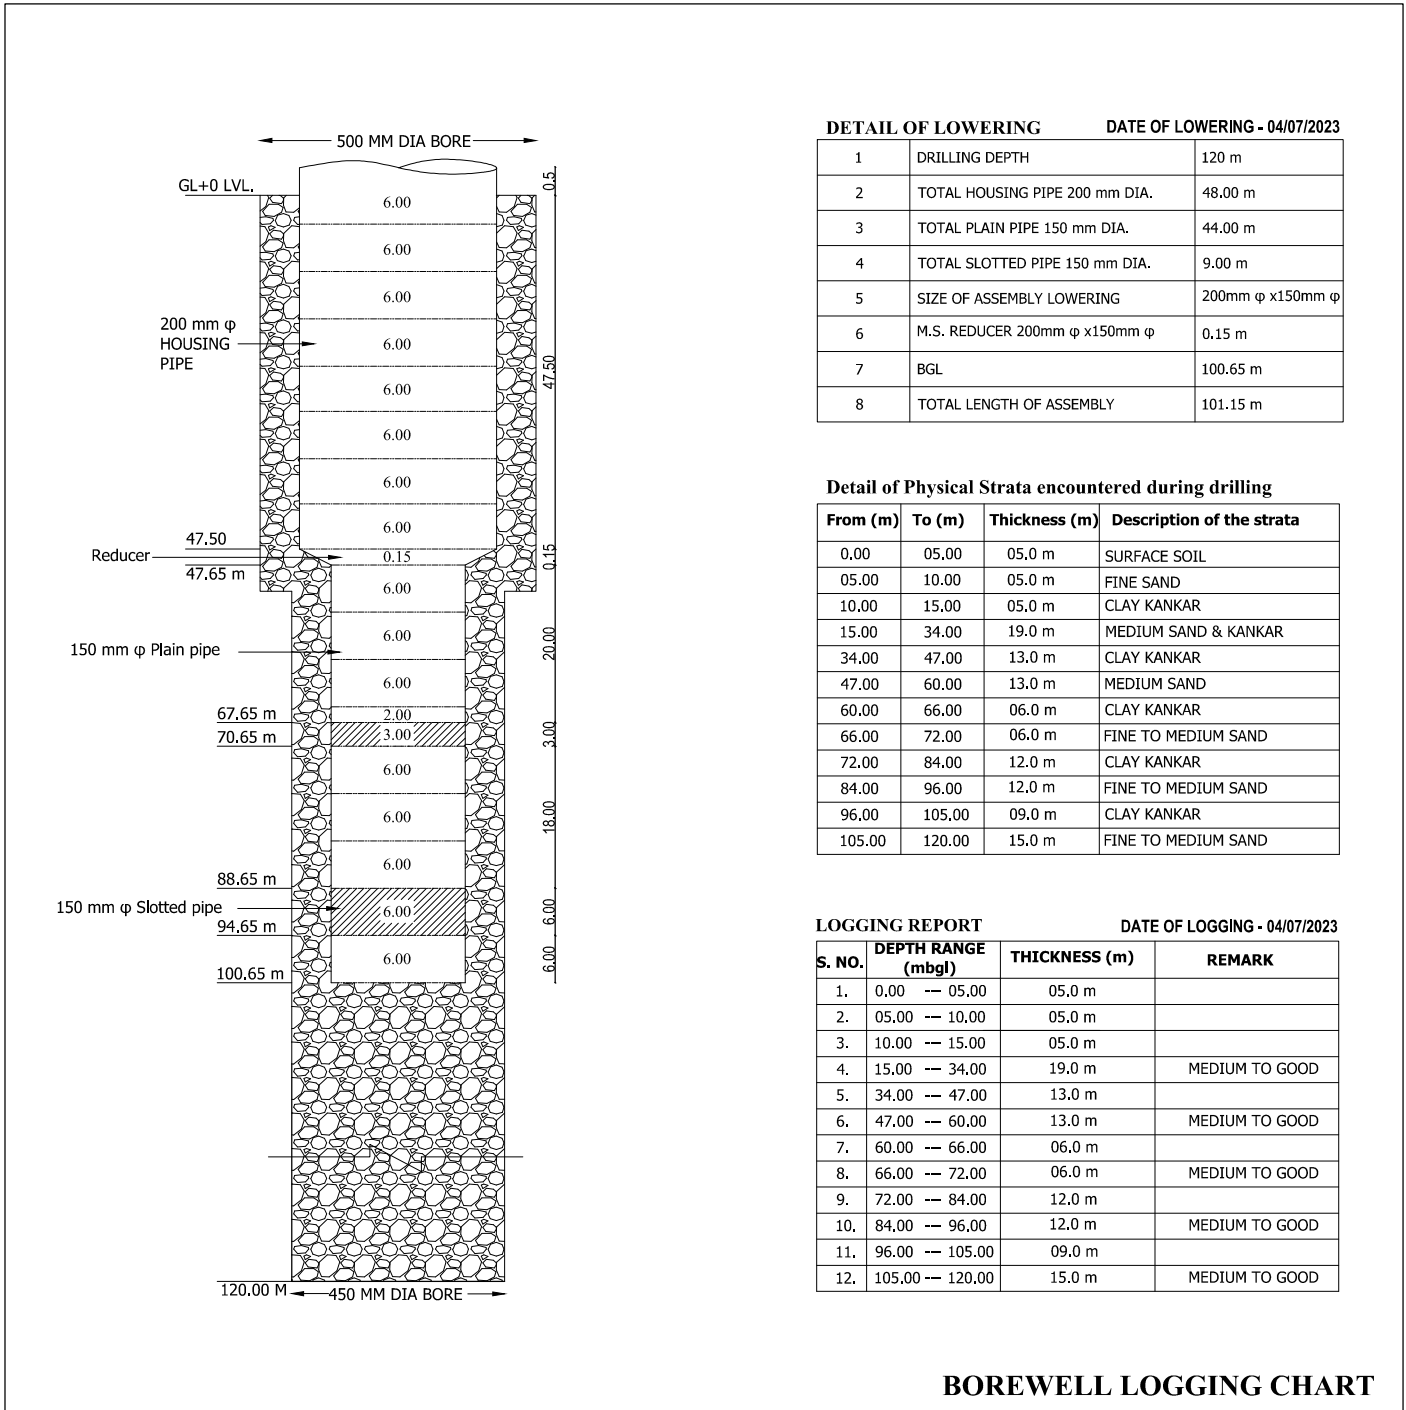 500 MM DIA BORE
GL+0 LVL.
0.5
6.00
6.00
6.00
200 mm φ
HOUSING
PIPE
6.00
6.00
47.50
6.00
6.00
6.00
47.50
Reducer
0.15
0.15
47.65 m
6.00
150 mm φ Plain pipe
6.00
20.00
6.00
67.65 m
2.00
70.65 m
3.00
3.00
6.00
6.00
18.00
6.00
88.65 m
150 mm φ Slotted pipe
6.00
6.00
94.65 m
6.00
6.00
100.65 m
120.00 M
450 MM DIA BORE
DETAIL OF LOWERING DATE OF LOWERING - 04/07/2023
1 DRILLING DEPTH 120 m
2 TOTAL HOUSING PIPE 200 mm DIA. 48.00 m
3 TOTAL PLAIN PIPE 150 mm DIA. 44.00 m
4 TOTAL SLOTTED PIPE 150 mm DIA. 9.00 m
5 SIZE OF ASSEMBLY LOWERING 200mm φ x150mm φ
6 M.S. REDUCER 200mm φ x150mm φ 0.15 m
7 BGL 100.65 m
8 TOTAL LENGTH OF ASSEMBLY 101.15 m
Detail of Physical Strata encountered during drilling
From (m) To (m) Thickness (m) Description of the strata
0.00 05.00 05.0 m SURFACE SOIL
05.00 10.00 05.0 m FINE SAND
10.00 15.00 05.0 m CLAY KANKAR
15.00 34.00 19.0 m MEDIUM SAND & KANKAR
34.00 47.00 13.0 m CLAY KANKAR
47.00 60.00 13.0 m MEDIUM SAND
60.00 66.00 06.0 m CLAY KANKAR
66.00 72.00 06.0 m FINE TO MEDIUM SAND
72.00 84.00 12.0 m CLAY KANKAR
84.00 96.00 12.0 m FINE TO MEDIUM SAND
96.00 105.00 09.0 m CLAY KANKAR
105.00 120.00 15.0 m FINE TO MEDIUM SAND
LOGGING REPORT DATE OF LOGGING - 04/07/2023
S. NO. DEPTH RANGE (mbgl) THICKNESS (m) REMARK
1. 0.00 --- 05.00 05.0 m
2. 05.00 --- 10.00 05.0 m
3. 10.00 --- 15.00 05.0 m
4. 15.00 --- 34.00 19.0 m MEDIUM TO GOOD
5. 34.00 --- 47.00 13.0 m
6. 47.00 --- 60.00 13.0 m MEDIUM TO GOOD
7. 60.00 --- 66.00 06.0 m
8. 66.00 --- 72.00 06.0 m MEDIUM TO GOOD
9. 72.00 --- 84.00 12.0 m
10. 84.00 --- 96.00 12.0 m MEDIUM TO GOOD
11. 96.00 --- 105.00 09.0 m
12. 105.00 --- 120.00 15.0 m MEDIUM TO GOOD
BOREWELL LOGGING CHART